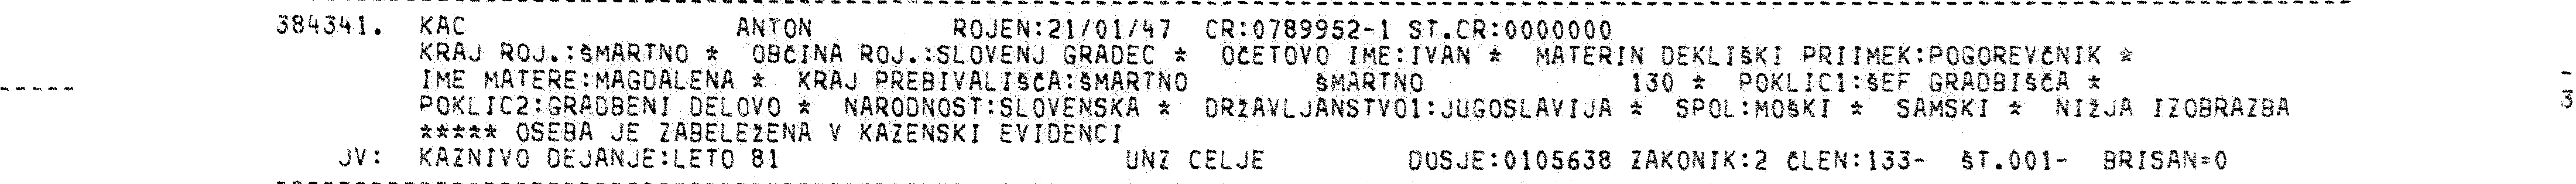 384341. KAC ANTON ROJEN:21/01/47 CR:0789952-1 ST.CR:0000000
KRAJ ROJ.:ŠMARTNO * OBČINA ROJ.:SLOVENJ GRADEC * OČETOVO IME:IVAN * MATERIN DEKLIŠKI PRIIMEK:POGOREVČNIK *
IME MATERE:MAGDALENA * KRAJ PREBIVALIŠČA:ŠMARTNO ŠMARTNO 130 * POKLIC1:ŠEF GRADBIŠČA *
POKLIC2:GRADBENI DELOVO * NARODNOST:SLOVENSKA * DRŽAVLJANSTVO1:JUGOSLAVIJA * SPOL:MOŠKI * SAMSKI * NIŽJA IZOBRAZBA
***** OSEBA JE ZABELEŽENA V KAZENSKI EVIDENCI
JV: KAZNIVO DEJANJE:LETO 81 UNZ CELJE DOSJE:0105638 ZAKONIK:2 ČLEN:133- ŠT.001- BRISAN=0
3